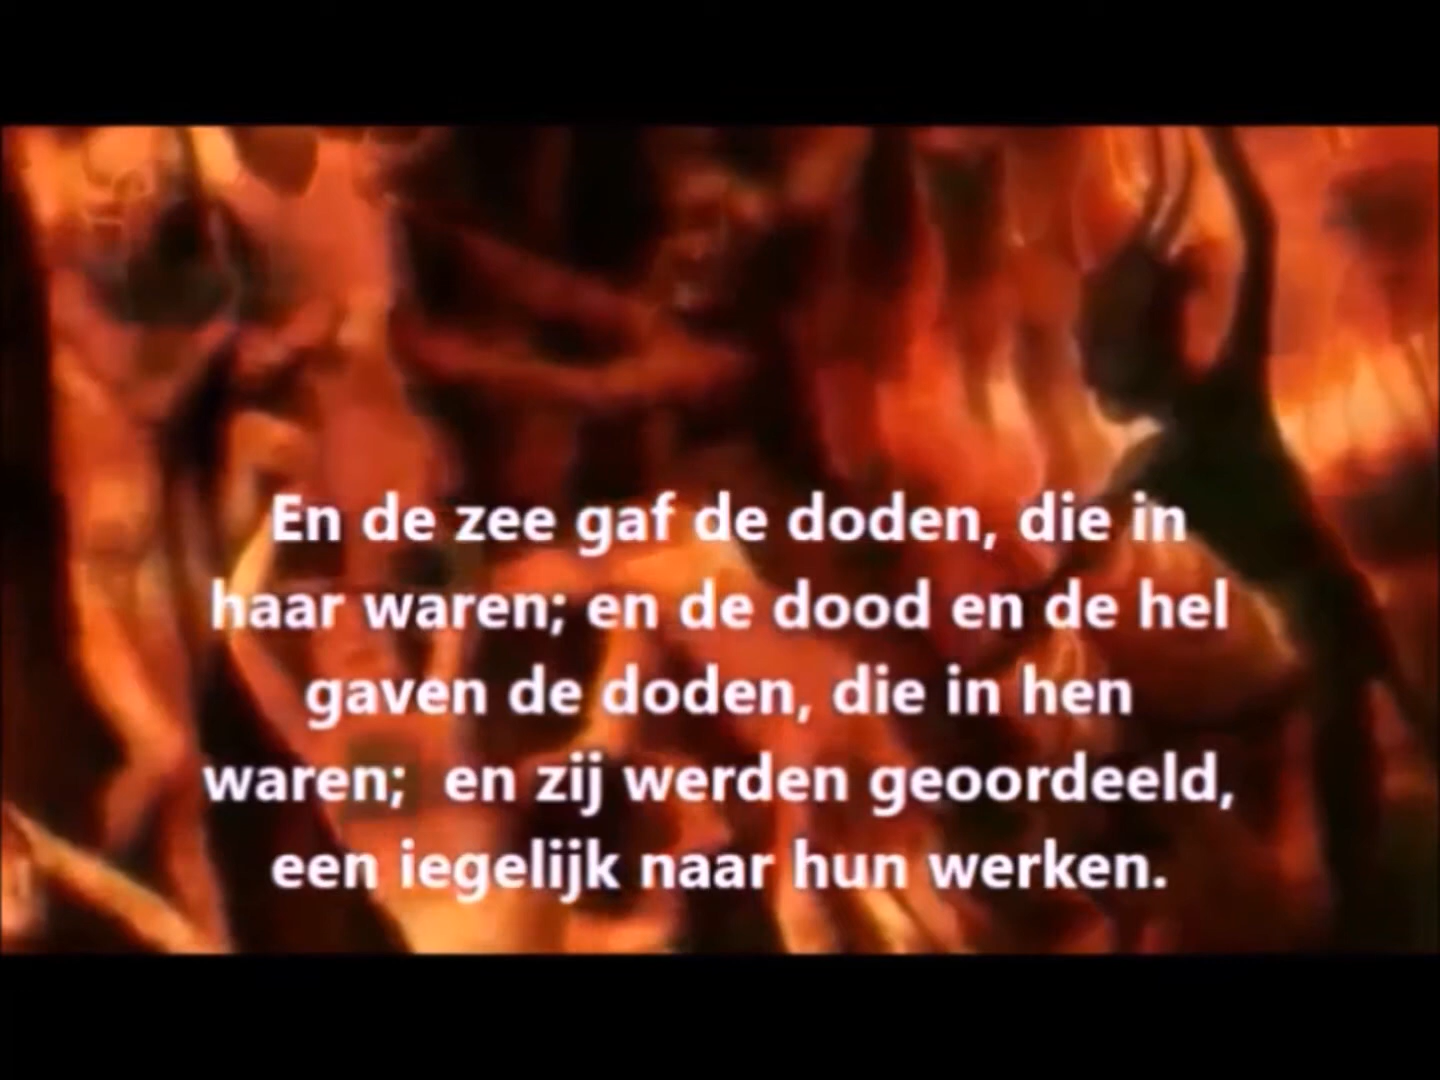 En de zee gaf de doden, die in
haar waren; en de dood en de hel
gaven de doden, die in hen
waren;  en zij werden geoordeeld,
een iegelijk naar hun werken.